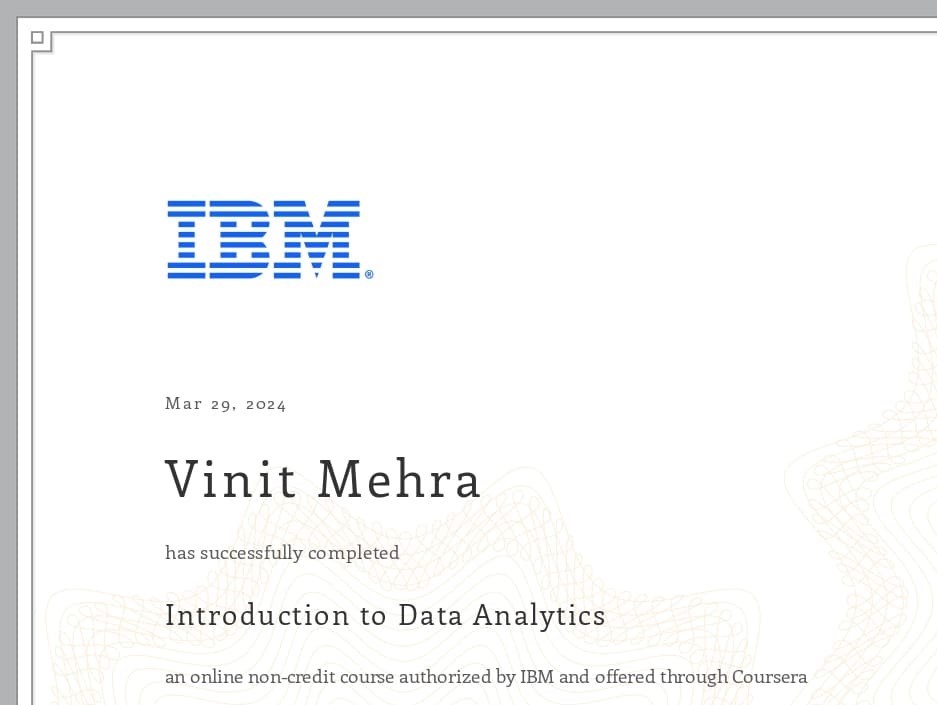 IBM®
Mar 29, 2024
Vinit Mehra
has successfully completed
Introduction to Data Analytics
an online non-credit course authorized by IBM and offered through Coursera